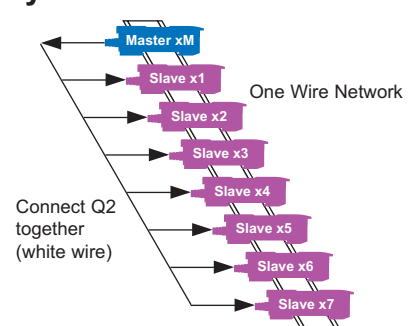 Master xM
Slave x1
One Wire Network
Slave x2
Slave x3
Slave x4
Connect Q2
together
(white wire)
Slave x5
Slave x6
Slave x7